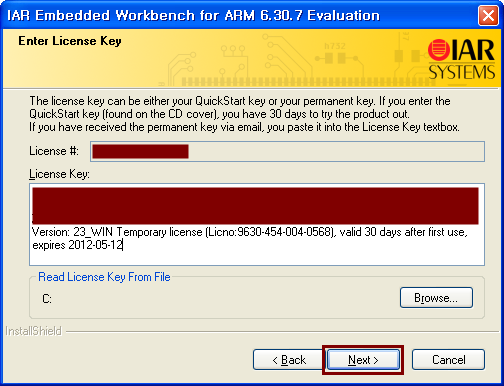 IAR Embedded Workbench for ARM 6.30.7 Evaluation
Enter License Key
IAR
SYSTEMS
The license key can be either your QuickStart key or your permanent key. If you enter the
QuickStart key (found on the CD cover), you have 30 days to try the product out.
If you have received the permanent key via email, you paste it into the License Key textbox.
License #:
License Key:
Version: 23_WIN Temporary license (Licno:9630-454-004-0568), valid 30 days after first use,
expires 2012-05-12
Read License Key From File
C:
Browse...
InstallShield
< Back
Next >
Cancel